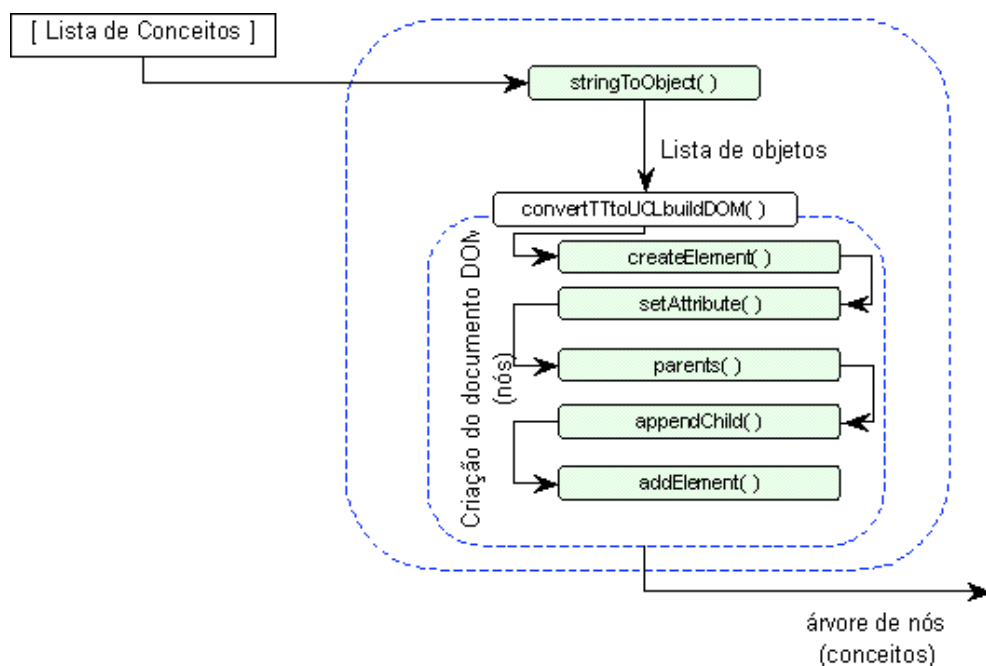 [ Lista de Conceitos ]
stringToObject( )
Lista de objetos
convertTTtoUCLbuildDOM( )
Criação do documento DOM
(nós)
createElement( )
setAttribute( )
parents( )
appendChild( )
addElement( )
árvore de nós
(conceitos)